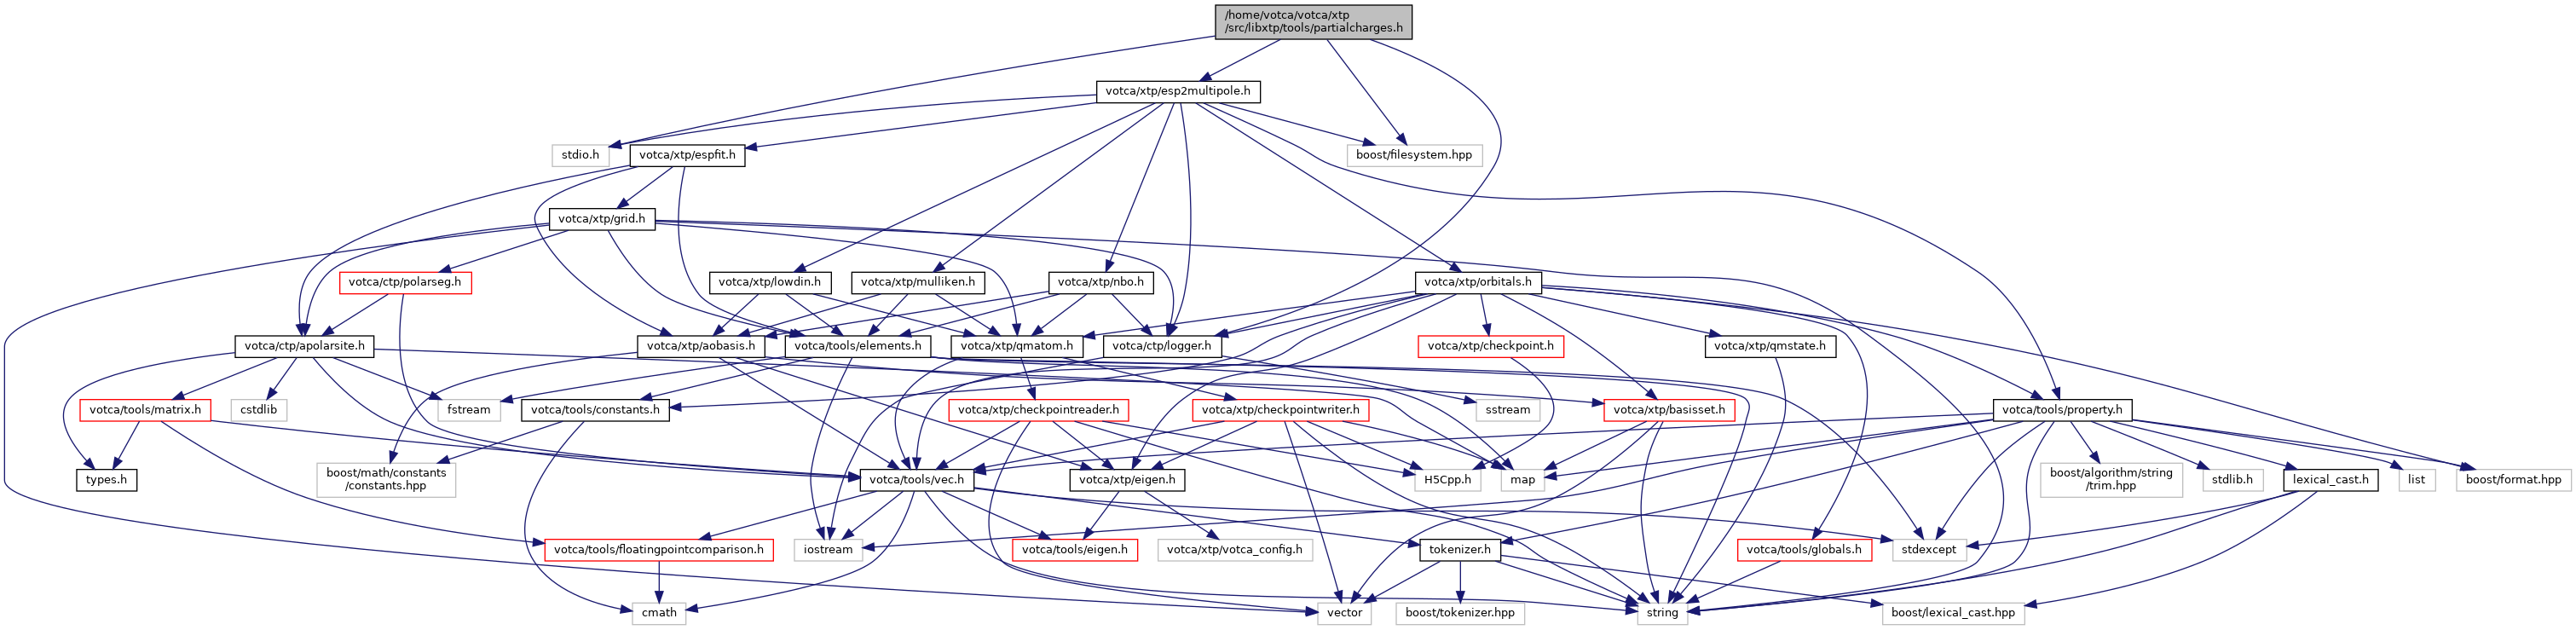 /home/votca/votca/xtp
/src/libxtp/tools/partialcharges.h
votca/xtp/esp2multipole.h
stdio.h
votca/xtp/espfit.h
boost/filesystem.hpp
votca/xtp/grid.h
votca/ctp/polarseg.h
votca/xtp/lowdin.h
votca/xtp/mulliken.h
votca/xtp/nbo.h
votca/xtp/orbitals.h
votca/ctp/apolarsite.h
votca/xtp/aobasis.h
votca/tools/elements.h
votca/xtp/qmatom.h
votca/ctp/logger.h
votca/xtp/checkpoint.h
votca/xtp/qmstate.h
votca/tools/matrix.h
cstdlib
fstream
votca/tools/constants.h
votca/xtp/checkpointreader.h
votca/xtp/checkpointwriter.h
sstream
votca/xtp/basisset.h
votca/tools/property.h
types.h
boost/math/constants
/constants.hpp
votca/tools/vec.h
votca/xtp/eigen.h
H5Cpp.h
map
boost/algorithm/string
/trim.hpp
stdlib.h
lexical_cast.h
list
boost/format.hpp
votca/tools/floatingpointcomparison.h
iostream
votca/tools/eigen.h
votca/xtp/votca_config.h
tokenizer.h
votca/tools/globals.h
stdexcept
cmath
vector
boost/tokenizer.hpp
string
boost/lexical_cast.hpp